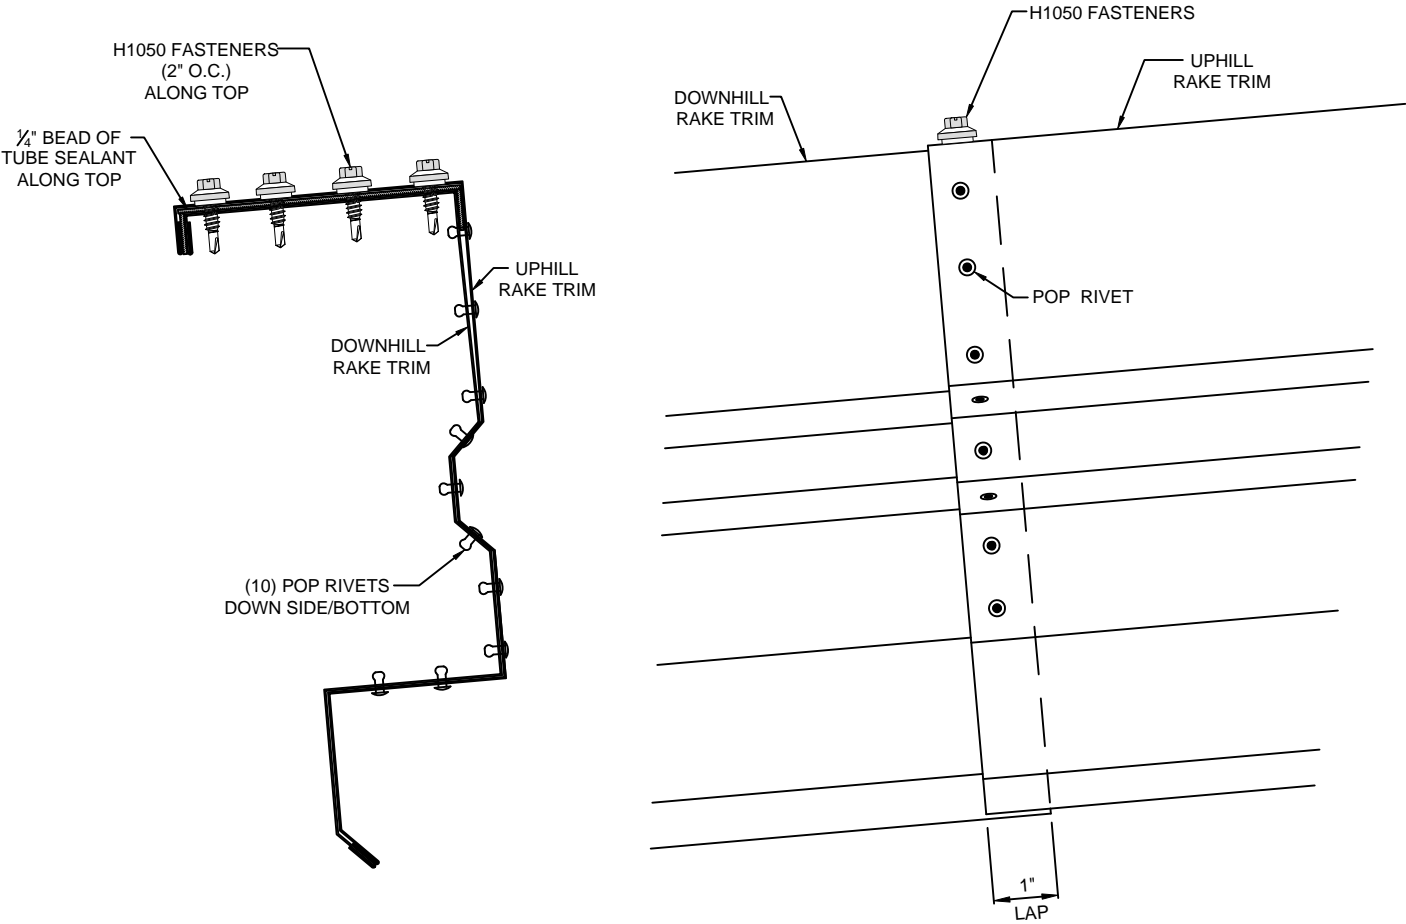 H1050 FASTENERS
(2" O.C.)
ALONG TOP
¼" BEAD OF
TUBE SEALANT
ALONG TOP
UPHILL
RAKE TRIM
DOWNHILL
RAKE TRIM
(10) POP RIVETS
DOWN SIDE/BOTTOM
H1050 FASTENERS
UPHILL
RAKE TRIM
DOWNHILL
RAKE TRIM
POP RIVET
1"
LAP